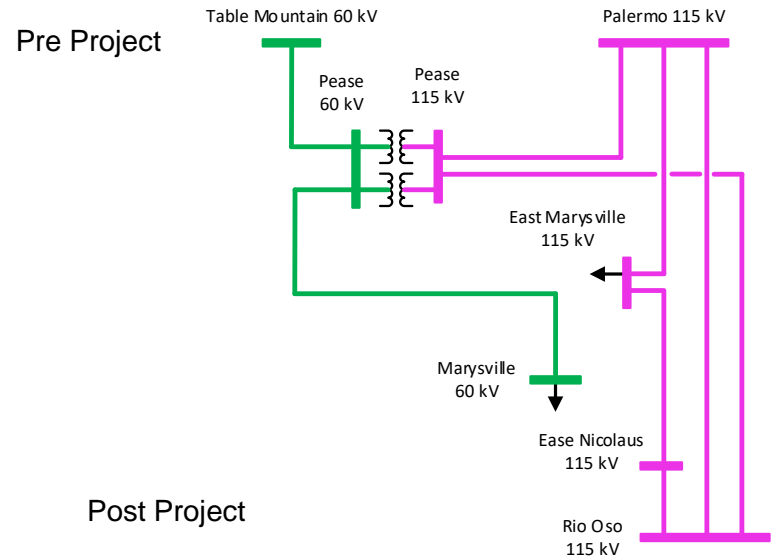 Pre Project
Table Mountain 60 kV
Palermo 115 kV
Pease
60 kV
Pease
115 kV
East Marysville
115 kV
Marysville
60 kV
Ease Nicolaus
115 kV
Post Project
Rio Oso
115 kV